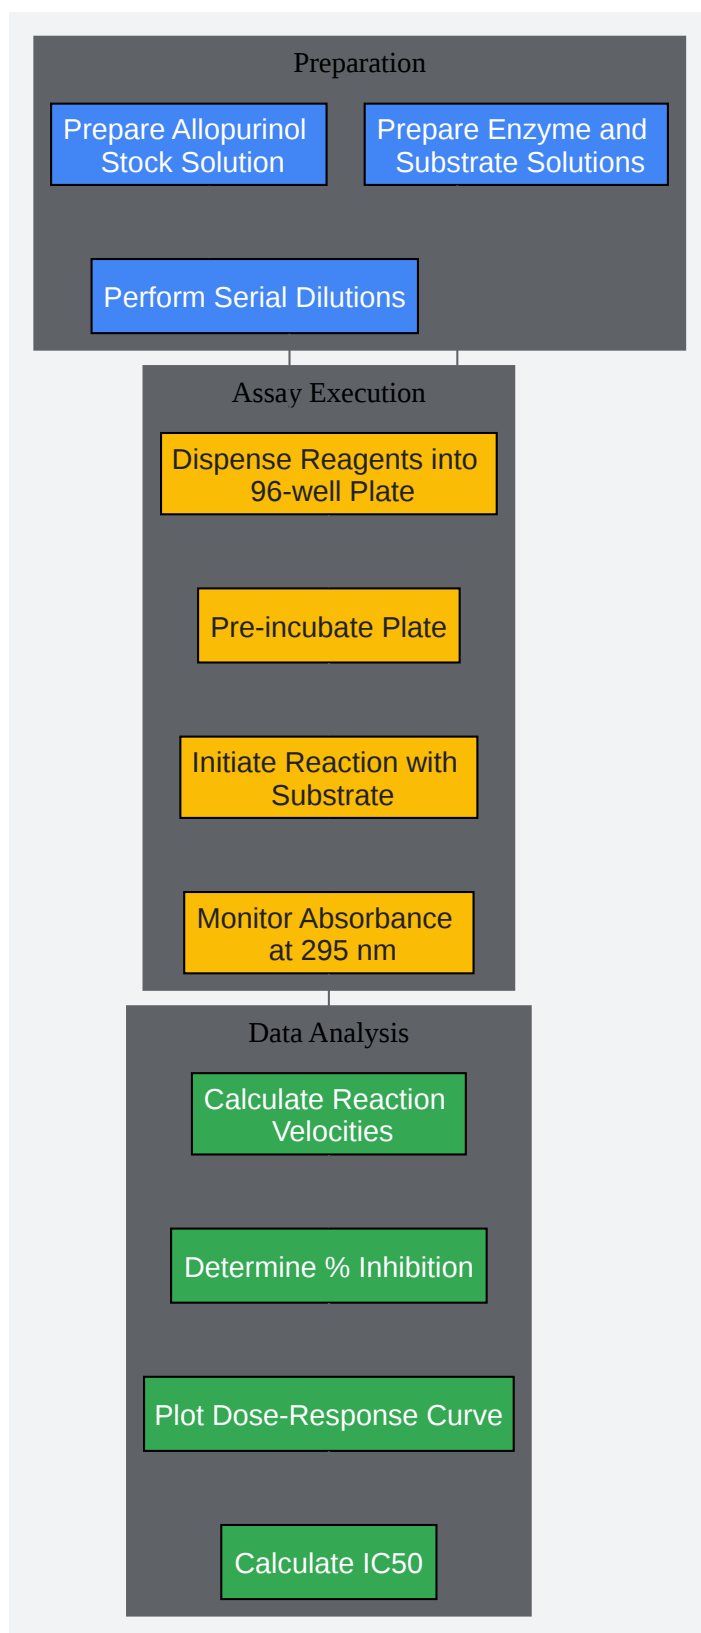 Preparation
Prepare Allopurinol
Stock Solution
Prepare Enzyme and
Substrate Solutions
Perform Serial Dilutions
Assay Execution
Dispense Reagents into
96-well Plate
Pre-incubate Plate
Initiate Reaction with
Substrate
Monitor Absorbance
at 295 nm
Data Analysis
Calculate Reaction
Velocities
Determine % Inhibition
Plot Dose-Response Curve
Calculate IC50